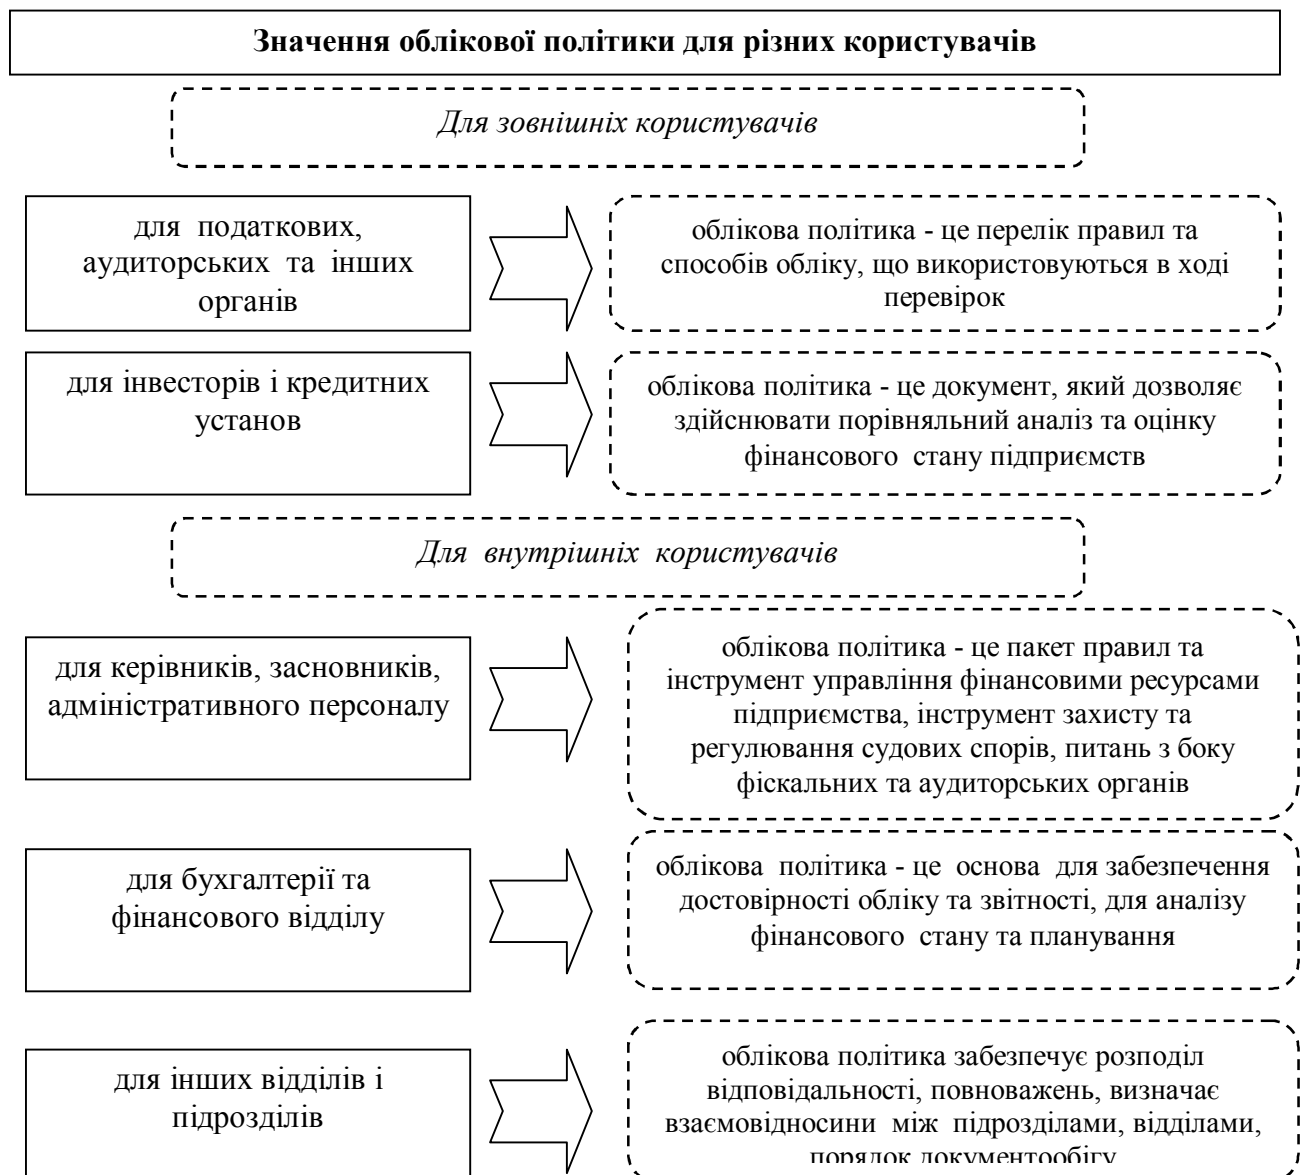 Значення облікової політики для різних користувачів
Для зовнішніх користувачів
для податкових,
аудиторських та інших
органів
облікова політика - це перелік правил та
способів обліку, що використовуються в ході
перевірок
для інвесторів і кредитних
установ
облікова політика - це документ, який дозволяє
здійснювати порівняльний аналіз та оцінку
фінансового стану підприємств
Для внутрішніх користувачів
для керівників, засновників,
адміністративного персоналу
облікова політика - це пакет правил та
інструмент управління фінансовими ресурсами
підприємства, інструмент захисту та
регулювання судових спорів, питань з боку
фіскальних та аудиторських органів
для бухгалтерії та
фінансового відділу
облікова політика - це основа для забезпечення
достовірності обліку та звітності, для аналізу
фінансового стану та планування
для інших відділів і
підрозділів
облікова політика забезпечує розподіл
відповідальності, повноважень, визначає
взаємовідносини між підрозділами, відділами,
порядок документообігу